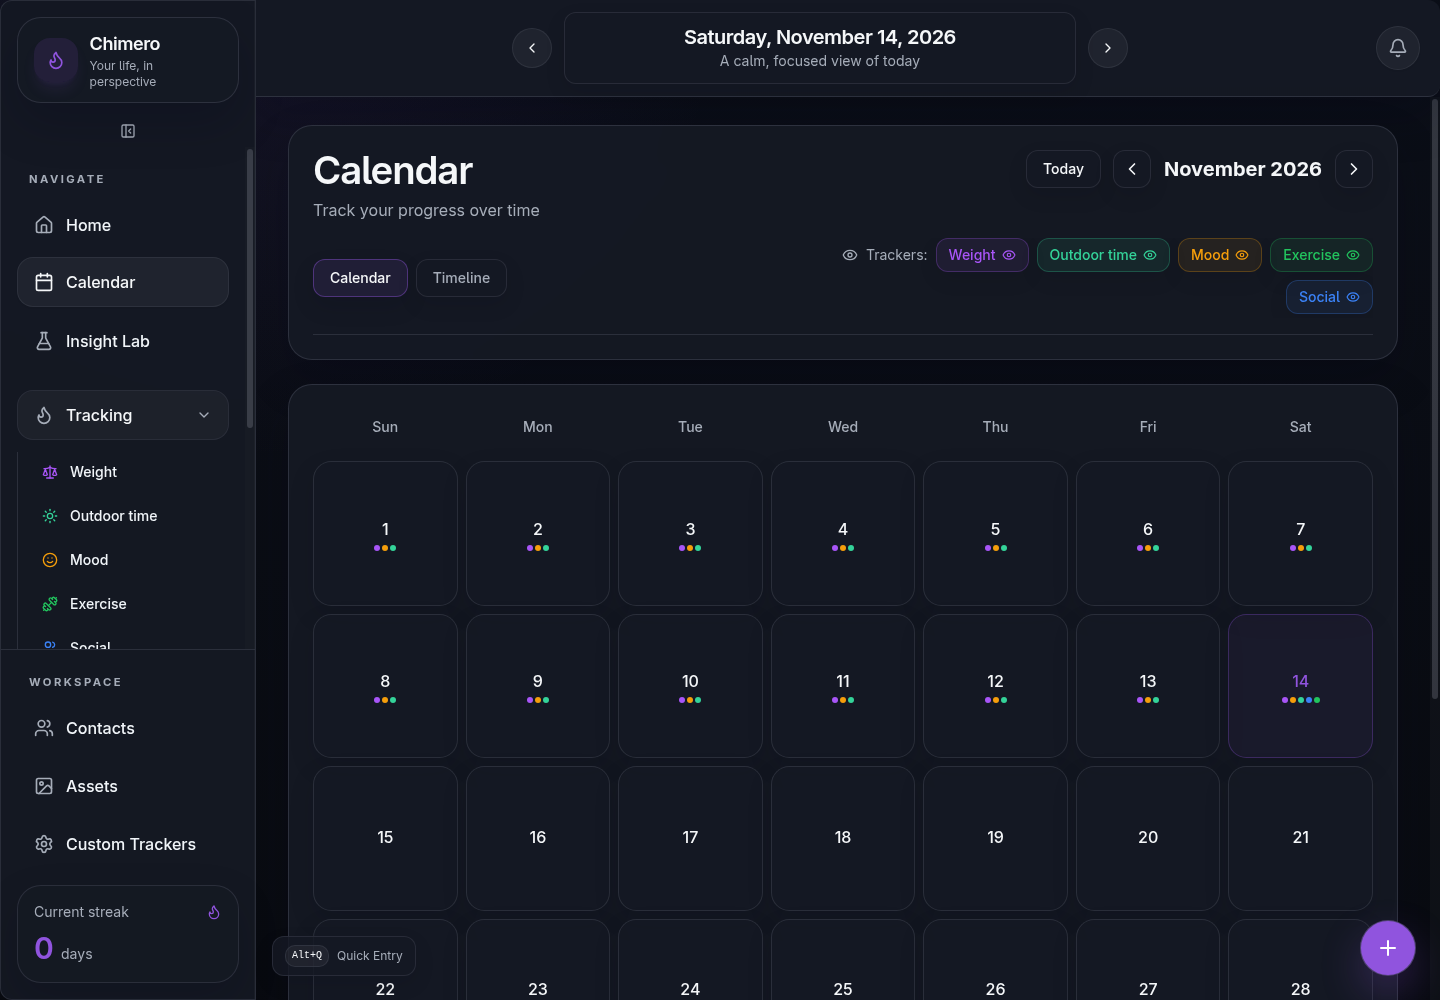 Chimero
Your life, in
perspective
NAVIGATE
Home
Calendar
Insight Lab
Tracking
Weight
Outdoor time
Mood
Exercise
Social
WORKSPACE
Contacts
Assets
Custom Trackers
Current streak
0 days
Saturday, November 14, 2026
A calm, focused view of today
Calendar
Track your progress over time
Today
November 2026
Calendar
Timeline
Trackers:
Weight
Outdoor time
Mood
Exercise
Social
Sun Mon Tue Wed Thu Fri Sat
1 2 3 4 5 6 7
8 9 10 11 12 13 14
15 16 17 18 19 20 21
22 23 24 25 26 27 28
Alt+Q Quick Entry